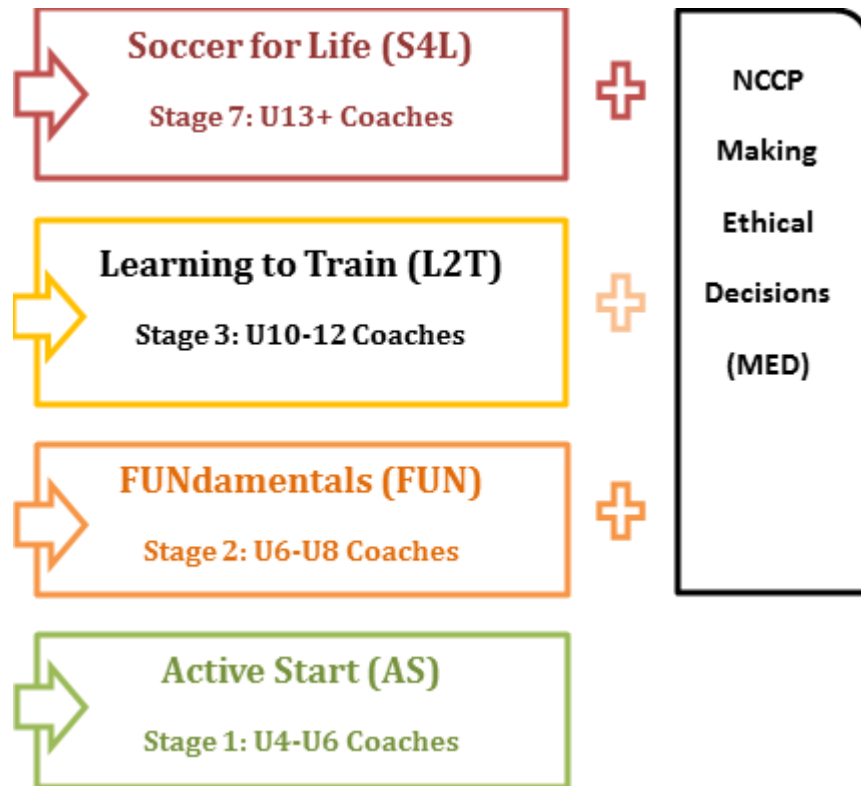 Soccer for Life (S4L)
Stage 7: U13+ Coaches
NCCP
Making
Ethical
Decisions
(MED)
Learning to Train (L2T)
Stage 3: U10-12 Coaches
FUNdamentals (FUN)
Stage 2: U6-U8 Coaches
Active Start (AS)
Stage 1: U4-U6 Coaches